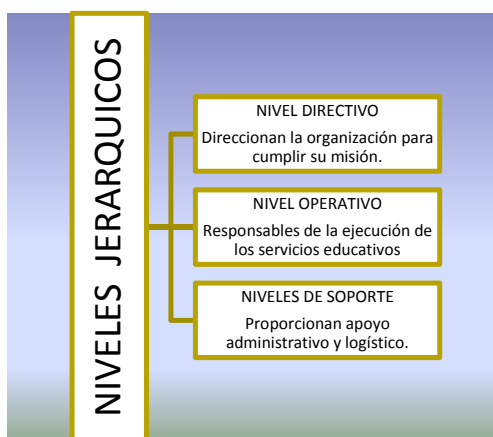 NIVELES JERARQUICOS
NIVEL DIRECTIVO
Direccionan la organización para
cumplir su misión.
NIVEL OPERATIVO
Responsables de la ejecución de
los servicios educativos
NIVELES DE SOPORTE
Proporcionan apoyo
administrativo y logístico.